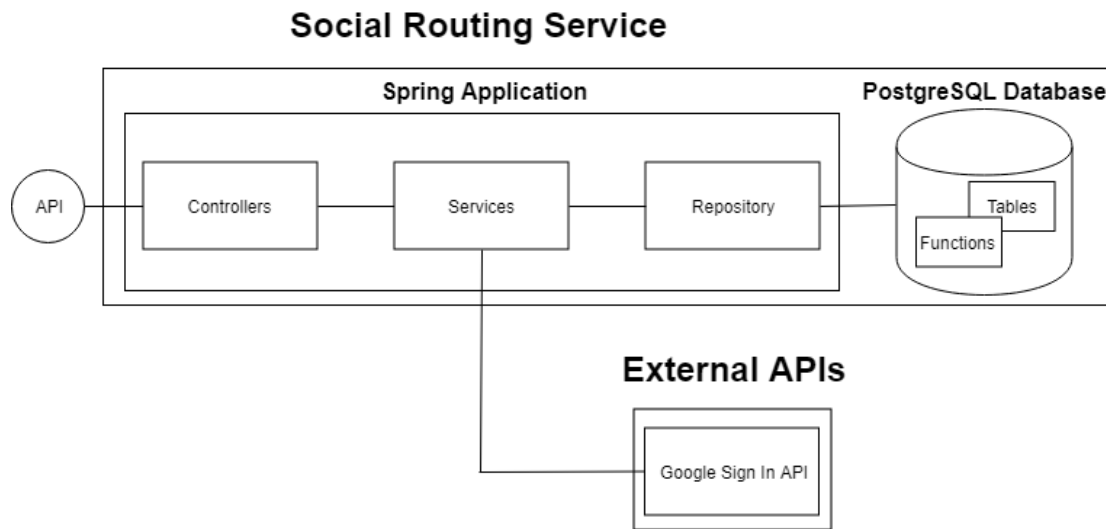 Social Routing Service
Spring Application
PostgreSQL Database
API
Controllers
Services
Repository
Tables
Functions
External APIs
Google Sign In API